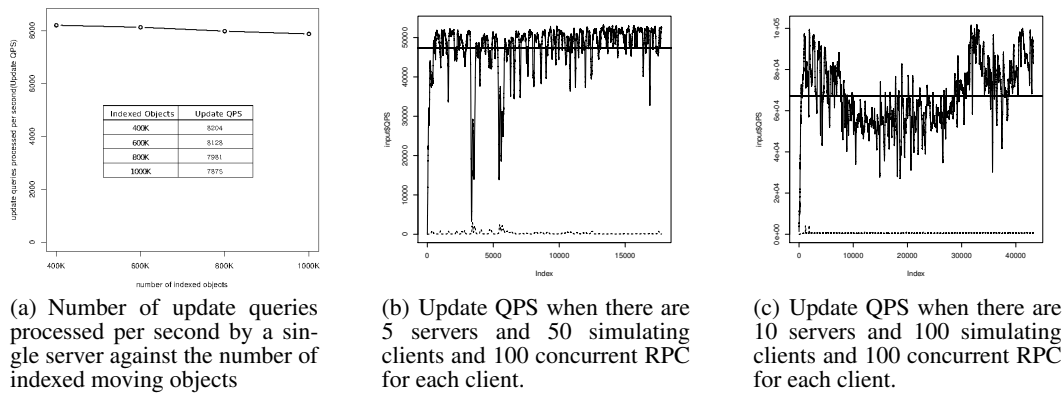 update queries processed per second(Update QPS)
8000
6000
4000
2000
0
Indexed Objects Update QPS
400K 8204
600K 8128
800K 7981
1000K 7875
400K 600K 800K 1000K
number of indexed objects
(a) Number of update queries
processed per second by a sin-
gle server against the number of
indexed moving objects
input$QPS
50000
40000
30000
20000
10000
0
0 5000 10000 15000
Index
(b) Update QPS when there are
5 servers and 50 simulating
clients and 100 concurrent RPC
for each client.
input$QPS
1e+05
8e+04
6e+04
4e+04
2e+04
0e+00
0 10000 20000 30000 40000
Index
(c) Update QPS when there are
10 servers and 100 simulating
clients and 100 concurrent RPC
for each client.